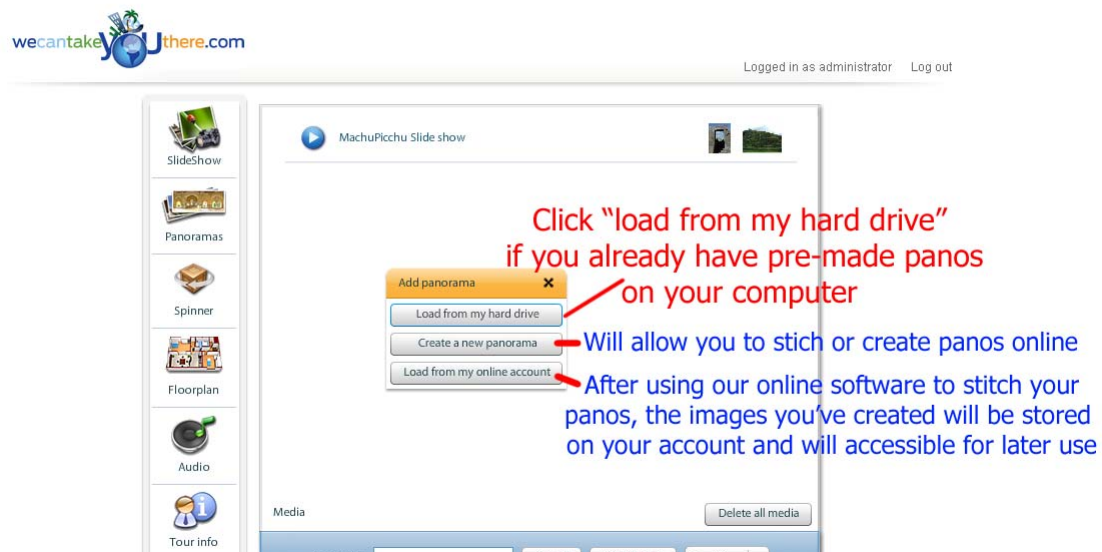 wecantakeyouthere.com
Logged in as administrator Log out
SlideShow
MachuPicchu Slide show
Panoramas
Click “load from my hard drive”
if you already have pre-made panos
on your computer
Add panorama
Load from my hard drive
Spinner
Create a new panorama
Will allow you to stich or create panos online
Load from my online account
After using our online software to stitch your
panos, the images you’ve created will be stored
on your account and will accessible for later use
Floorplan
Audio
Media
Delete all media
Tour info